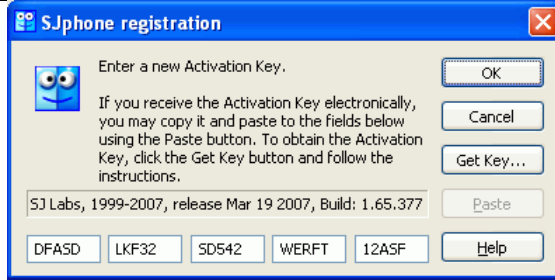 SJphone registration
Enter a new Activation Key.
If you receive the Activation Key electronically,
you may copy it and paste to the fields below
using the Paste button. To obtain the Activation
Key, click the Get Key button and follow the
instructions.
OK
Cancel
Get Key...
Paste
Help
SJ Labs, 1999-2007, release Mar 19 2007, Build: 1.65.377
DFASD LKF32 SD542 WERFT 12ASF